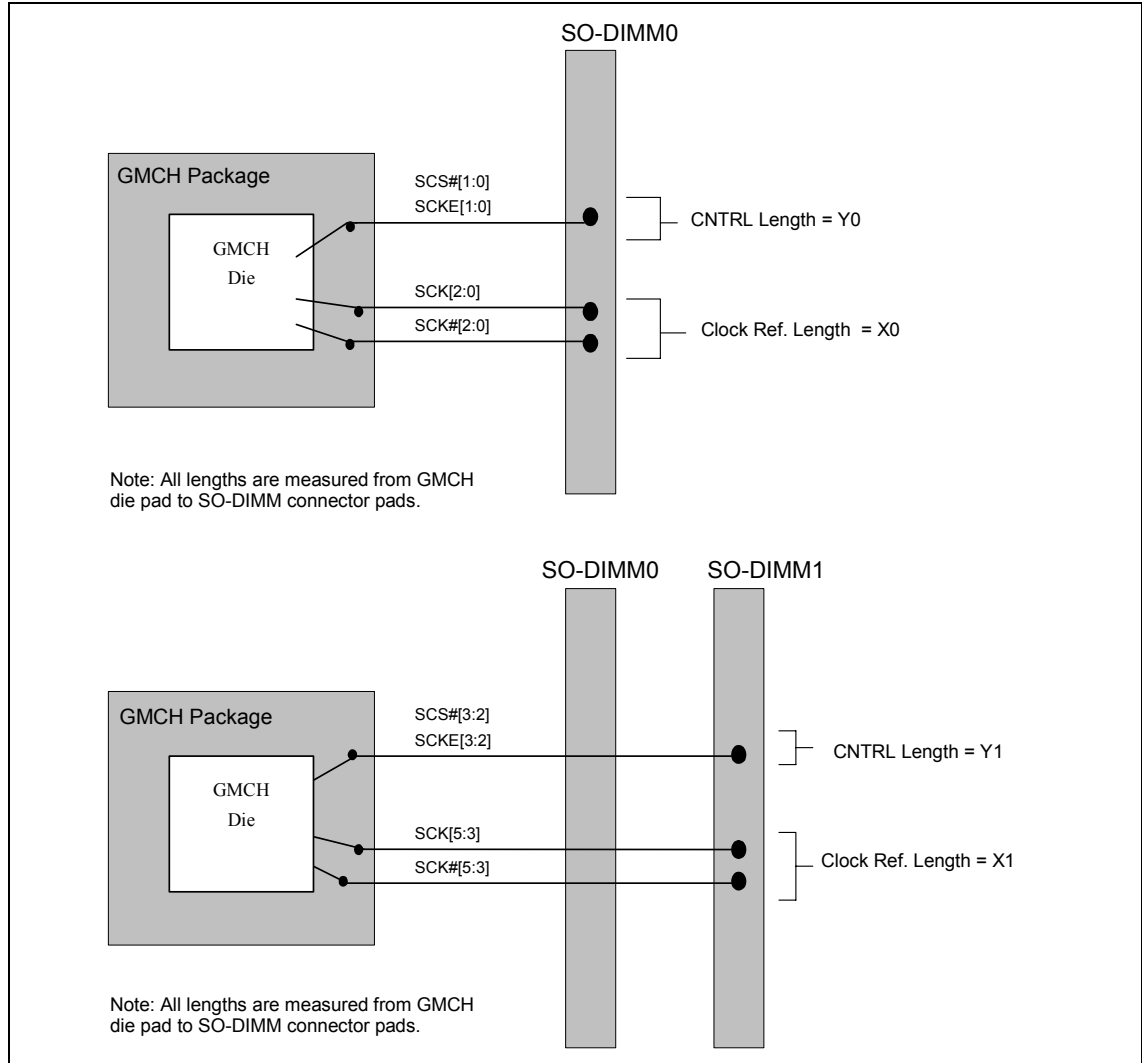 SO-DIMM0
GMCH Package
GMCH
Die
SCS#[1:0]
SCKE[1:0]
CNTRL Length = Y0
SCK[2:0]
SCK#[2:0]
Clock Ref. Length = X0
Note: All lengths are measured from GMCH
die pad to SO-DIMM connector pads.
SO-DIMM0
SO-DIMM1
GMCH Package
GMCH
Die
SCS#[3:2]
SCKE[3:2]
CNTRL Length = Y1
SCK[5:3]
SCK#[5:3]
Clock Ref. Length = X1
Note: All lengths are measured from GMCH
die pad to SO-DIMM connector pads.